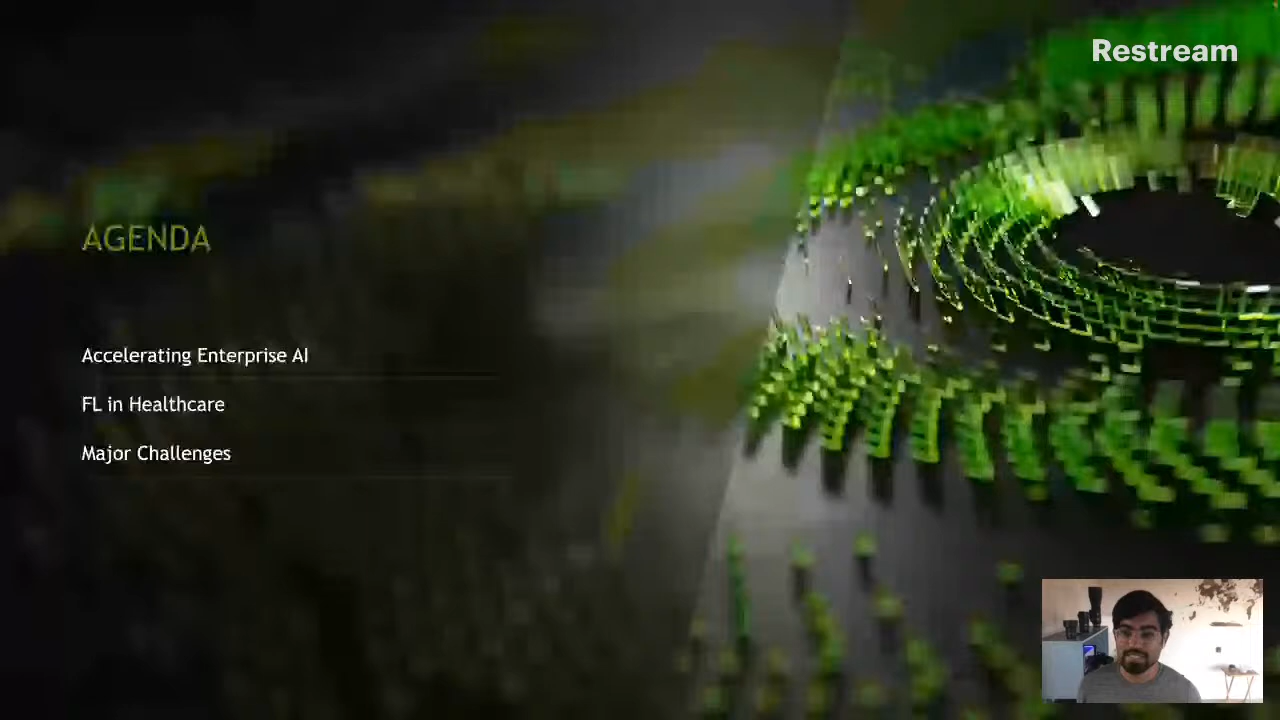 Restream
AGENDA
Accelerating Enterprise AI
FL in Healthcare
Major Challenges